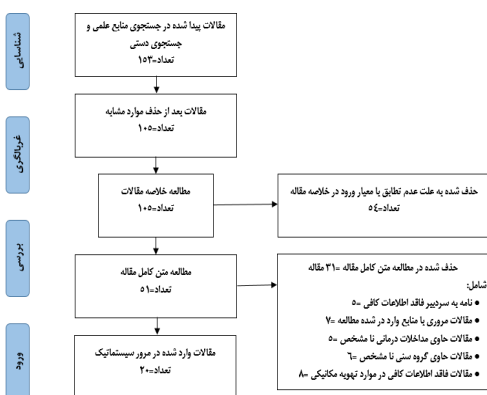 شناسایی
مقالات پیدا شده در جستجوی منابع علمی و
جستجوی دستی
تعداد=۱۵۳
غربالگری
مقالات بعد از حذف موارد مشابه
تعداد=۱۰۵
مطالعه خلاصه مقالات
تعداد=۱۰۵
حذف شده به علت عدم تطابق با معیار ورود در خلاصه مقاله
تعداد=٥٤
بررسی
مطالعه متن کامل مقاله
تعداد=٥۱
حذف شده در مطالعه متن کامل مقاله =۳۱ مقاله
شامل:
● نامه به سردبیر فاقد اطلاعات کافی =٥
● مقالات مروری با منابع وارد در شده مطالعه =۷
● مقالات حاوی مداخلات درمانی نا مشخص =٥
● مقالات حاوی گروه سنی نا مشخص =٦
● مقالات فاقد اطلاعات کافی در موارد تهویه مکانیکی =۸
ورود
مقالات وارد شده در مرور سیستماتیک
تعداد=۲۰